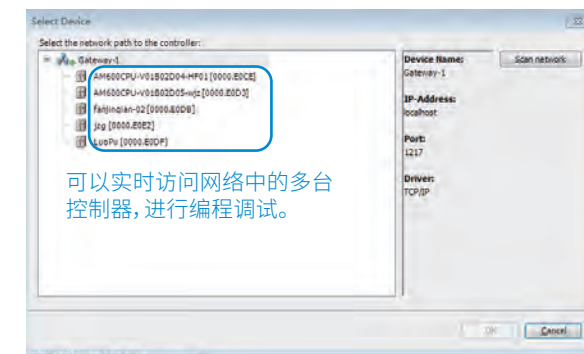 Select Device
Select the network path to the controller:
Gateway-1
AM600CPU-V01B02D04-HF01 [0000.E0CE]
AM600CPU-V01B02D05-wjz [0000.E0D3]
fanjinqian-02 [0000.E0DB]
jsg [0000.E0E2]
LuoPu [0000.E0DF]
可以实时访问网络中的多台
控制器,进行编程调试。
Device Name:
Gateway-1
IP-Address:
localhost
Port:
1217
Driver:
TCP/IP
Scan network
OK
Cancel